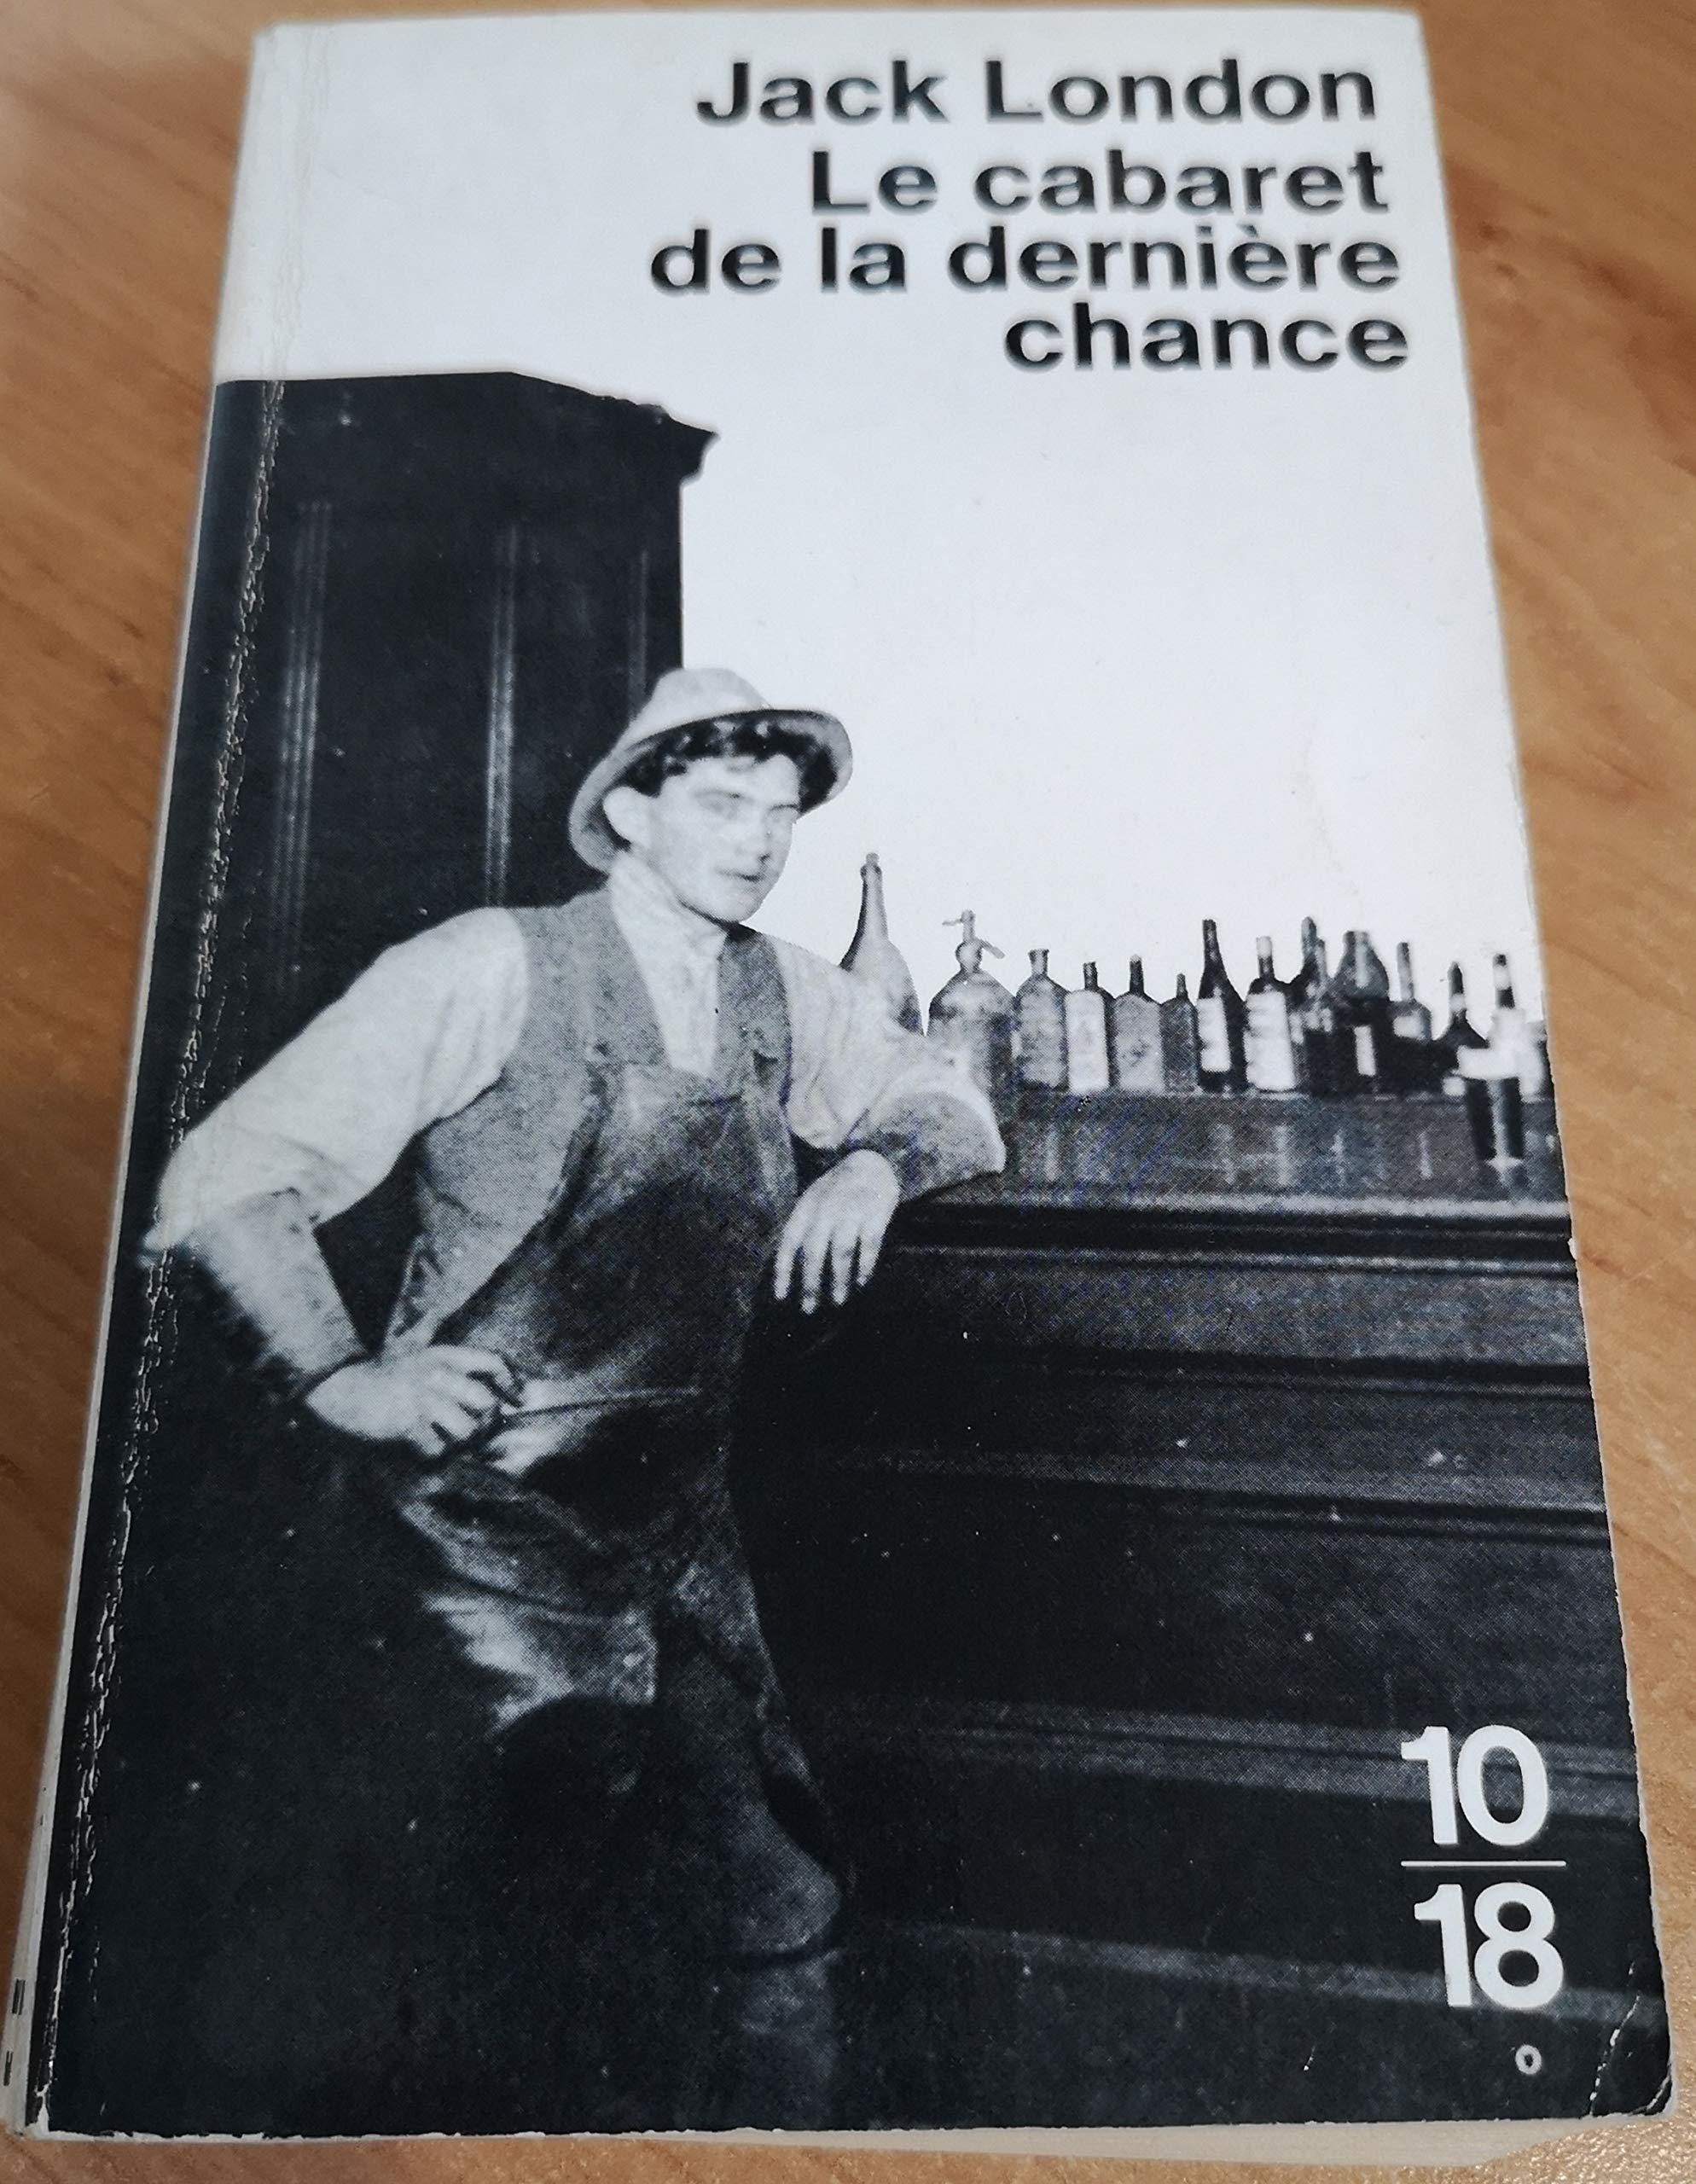 Jack London
Le cabaret
de la dernière
chance
10
18
o